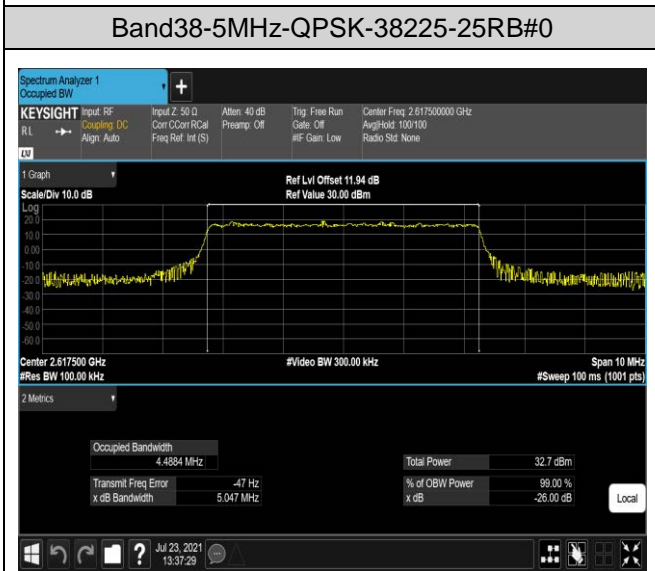 Band38-5MHz-QPSK-38225-25RB#0
Spectrum Analyzer 1
Occupied BW
+
KEYSIGHT Input: RF Input Z: 50 Ω Atten: 40 dB Trig: Free Run Center Freq: 2.617500000 GHz
RL Coupling: DC Corr CCorr RCal Preamp: Off Gate: Off Avg|Hold: 100/100
Align: Auto Freq Ref: Int (S) #IF Gain: Low Radio Std: None
LXI
1 Graph
Ref Lvl Offset 11.94 dB
Scale/Div 10.0 dB Ref Value 30.00 dBm
Log
20.0
10.0
0.00
-10.0
-20.0
-30.0
-40.0
-50.0
-60.0
Center 2.617500 GHz #Video BW 300.00 kHz Span 10 MHz
#Res BW 100.00 kHz #Sweep 100 ms (1001 pts)
2 Metrics
Occupied Bandwidth
4.4884 MHz Total Power 32.7 dBm
Transmit Freq Error -47 Hz % of OBW Power 99.00 %
x dB Bandwidth 5.047 MHz x dB -26.00 dB
Local
? Jul 23, 2021
13:37:29